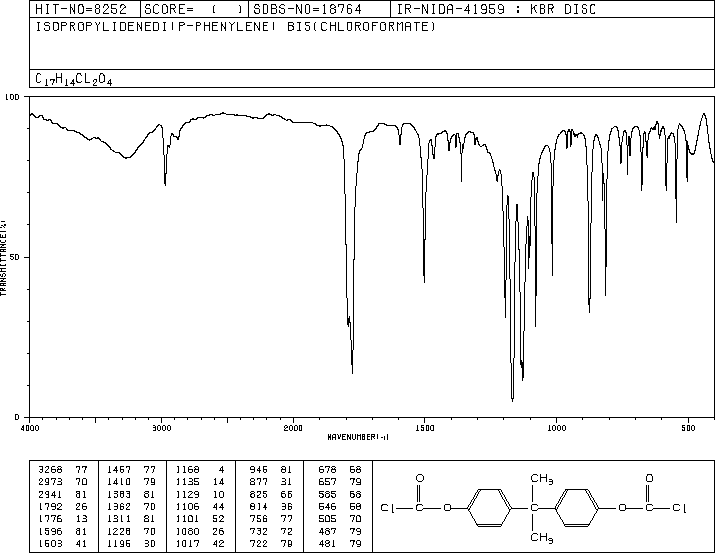 HIT-NO=8252 SCORE= ( ) SDBS-NO=18764 IR-NIDA-41959 : KBR DISC
ISOPROPYLIDENEDI(P-PHENYLENE) BIS(CHLOROFORMATE)
C17H14CL2O4
100
50
0
TRANSMITTANCE(%)
4000 3000 2000 1500 1000 500
WAVENUMBER(-1)
3268 77 1467 77 1168 4 946 81 678 68
2973 70 1410 79 1135 14 877 31 657 79
2941 81 1383 81 1129 10 825 66 585 68
1792 26 1362 70 1106 44 814 36 546 58
1776 13 1311 81 1101 52 756 77 505 70
1596 81 1228 70 1080 26 732 72 487 79
1503 41 1195 30 1017 42 722 79 481 79
O CH3 O
Cl C O C O C Cl
CH3